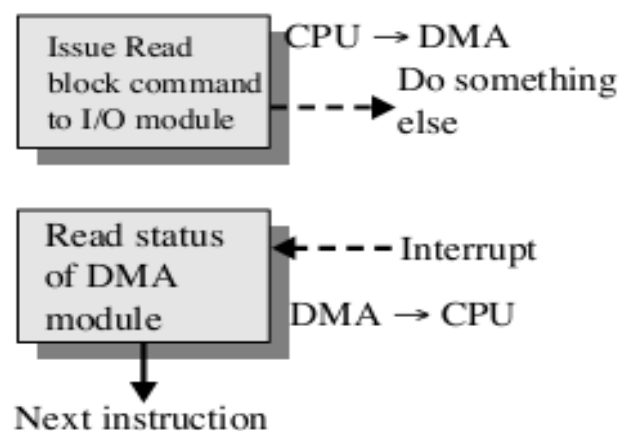 Issue Read
block command
to I/O module
CPU → DMA
Do something
else
Read status
of DMA
module
Interrupt
DMA → CPU
Next instruction